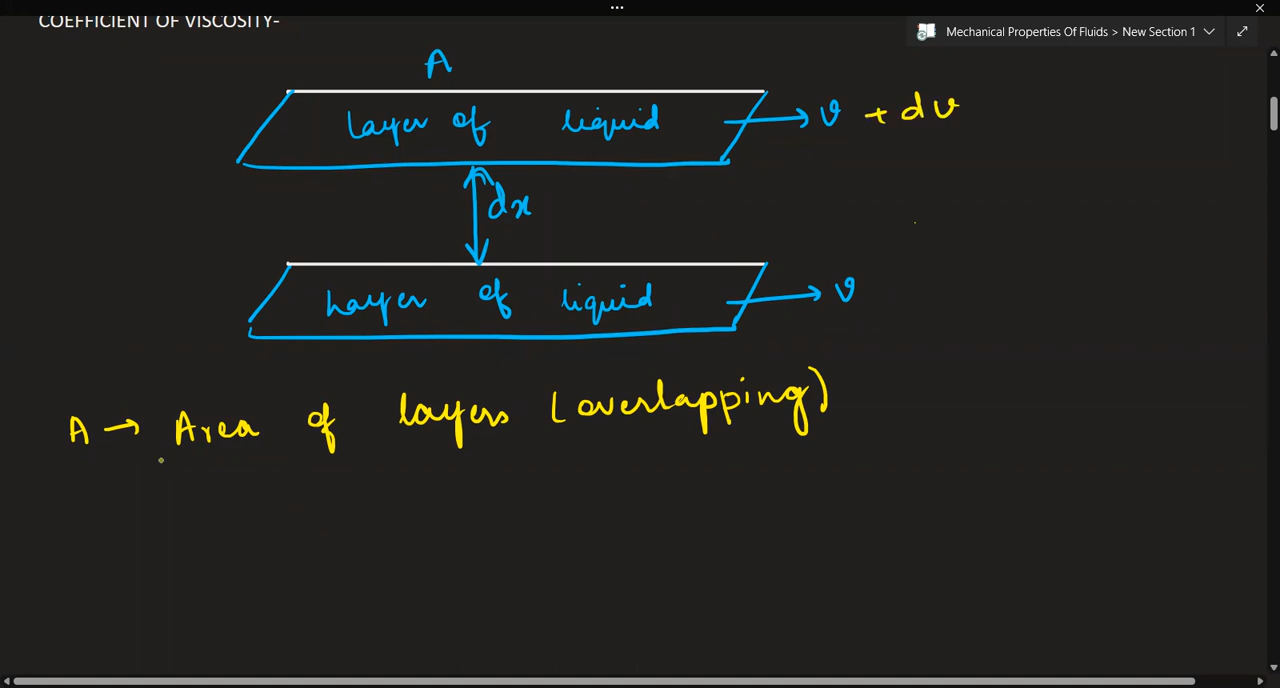 ...
COEFFICIENT OF VISCOSITY-
Mechanical Properties Of Fluids > New Section 1
A
layer of liquid → v + dv
dx
layer of liquid → v
A → Area of layers (overlapping)